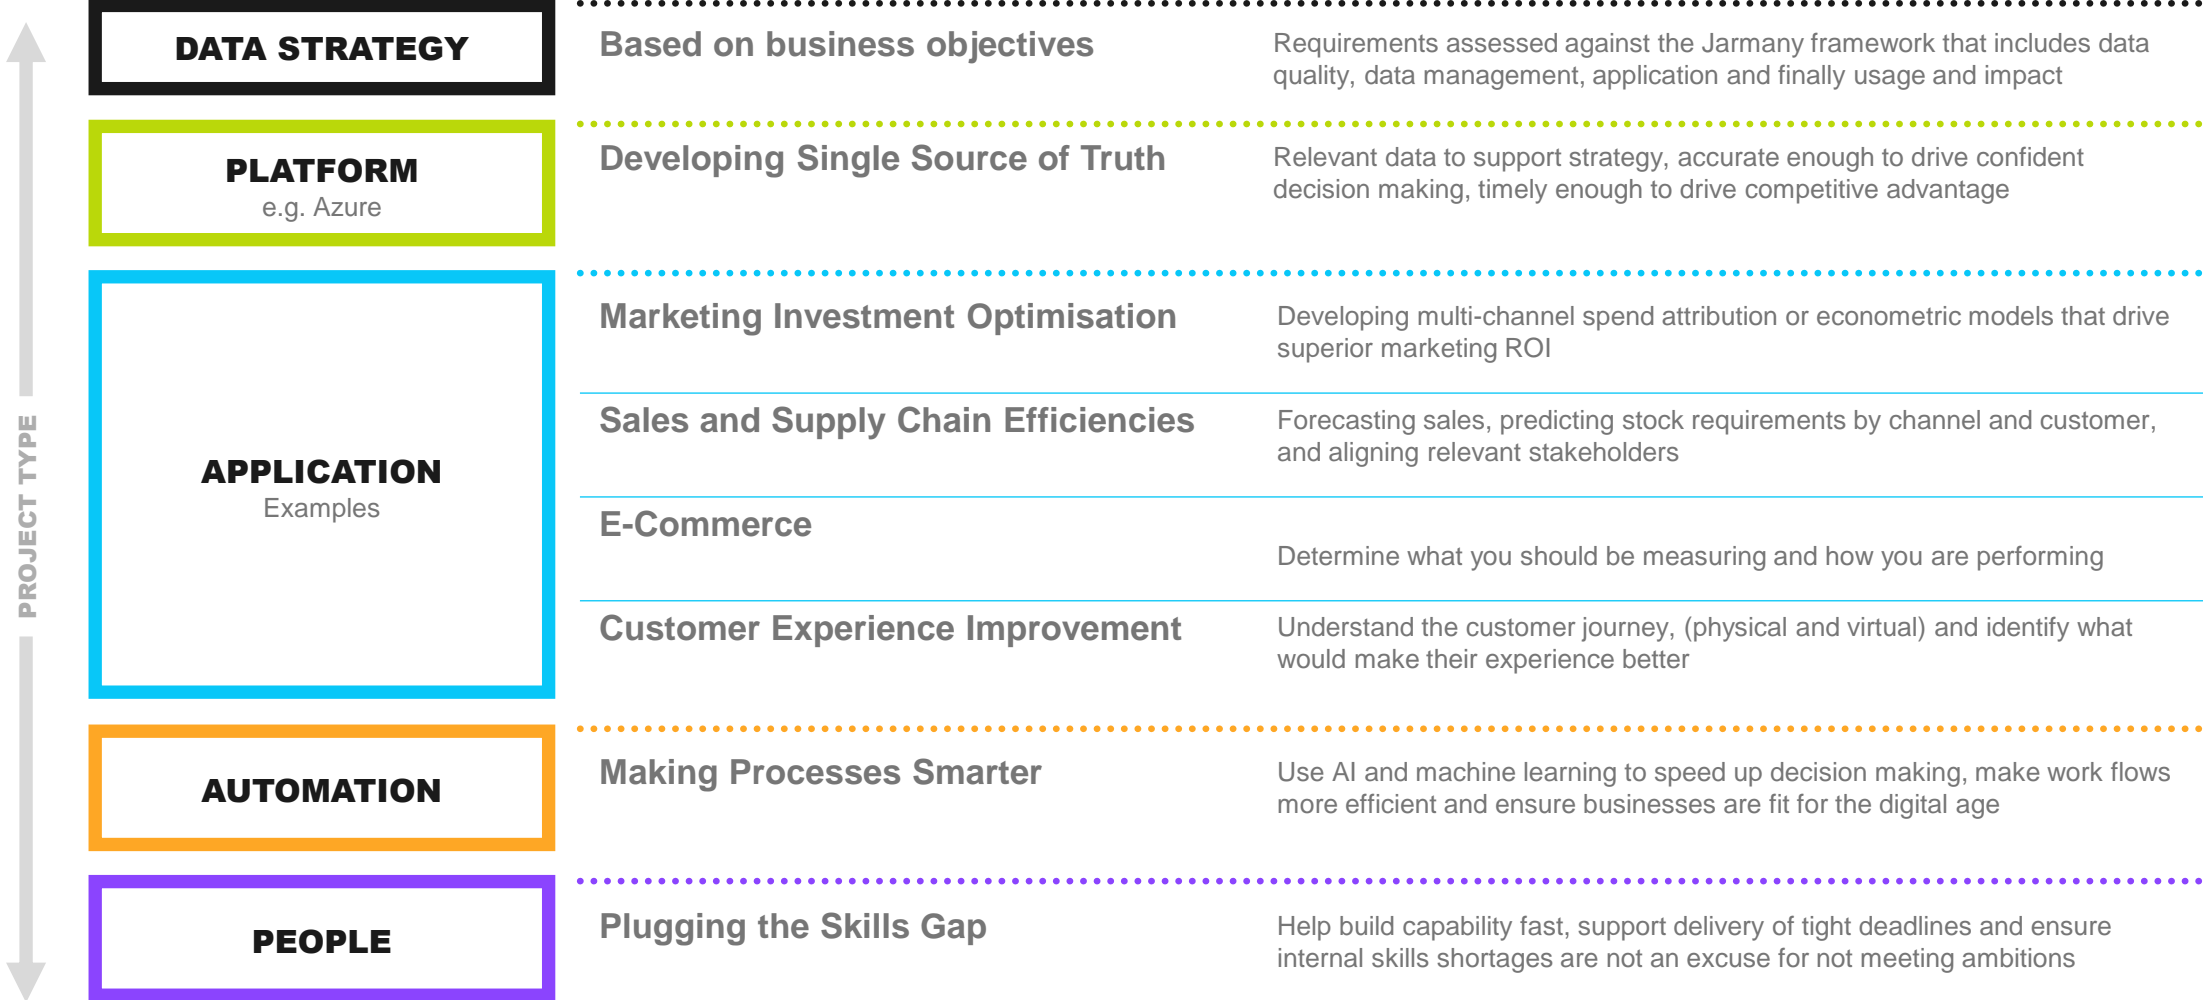 PROJECT TYPE
DATA STRATEGY
Based on business objectives
Requirements assessed against the Jarmany framework that includes data
quality, data management, application and finally usage and impact
PLATFORM
e.g. Azure
Developing Single Source of Truth
Relevant data to support strategy, accurate enough to drive confident
decision making, timely enough to drive competitive advantage
APPLICATION
Examples
Marketing Investment Optimisation
Developing multi-channel spend attribution or econometric models that drive
superior marketing ROI
Sales and Supply Chain Efficiencies
Forecasting sales, predicting stock requirements by channel and customer,
and aligning relevant stakeholders
E-Commerce
Determine what you should be measuring and how you are performing
Customer Experience Improvement
Understand the customer journey, (physical and virtual) and identify what
would make their experience better
AUTOMATION
Making Processes Smarter
Use AI and machine learning to speed up decision making, make work flows
more efficient and ensure businesses are fit for the digital age
PEOPLE
Plugging the Skills Gap
Help build capability fast, support delivery of tight deadlines and ensure
internal skills shortages are not an excuse for not meeting ambitions